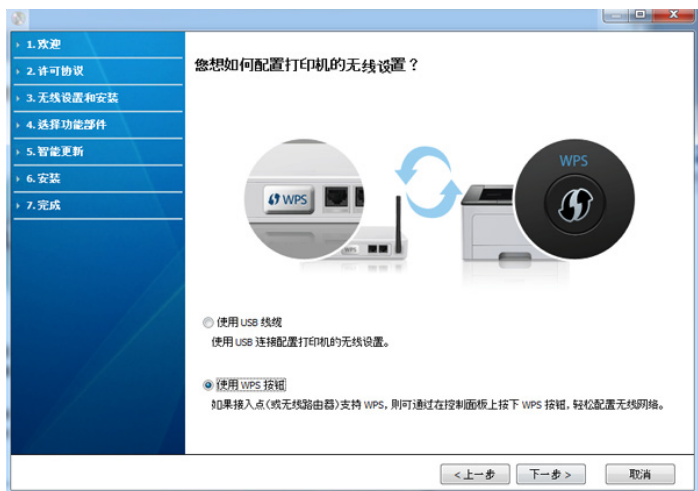 1.欢迎
2.许可协议
3.无线设置和安装
4.选择功能部件
5.智能更新
6.安装
7.完成
您想如何配置打印机的无线设置？
WPS
WPS
WPS
使用 USB 线缆
使用 USB 连接配置打印机的无线设置。
使用 WPS 按钮
如果接入点(或无线路由器)支持 WPS，则可通过在控制面板上按下 WPS 按钮，轻松配置无线网络。
<上一步
下一步>
取消